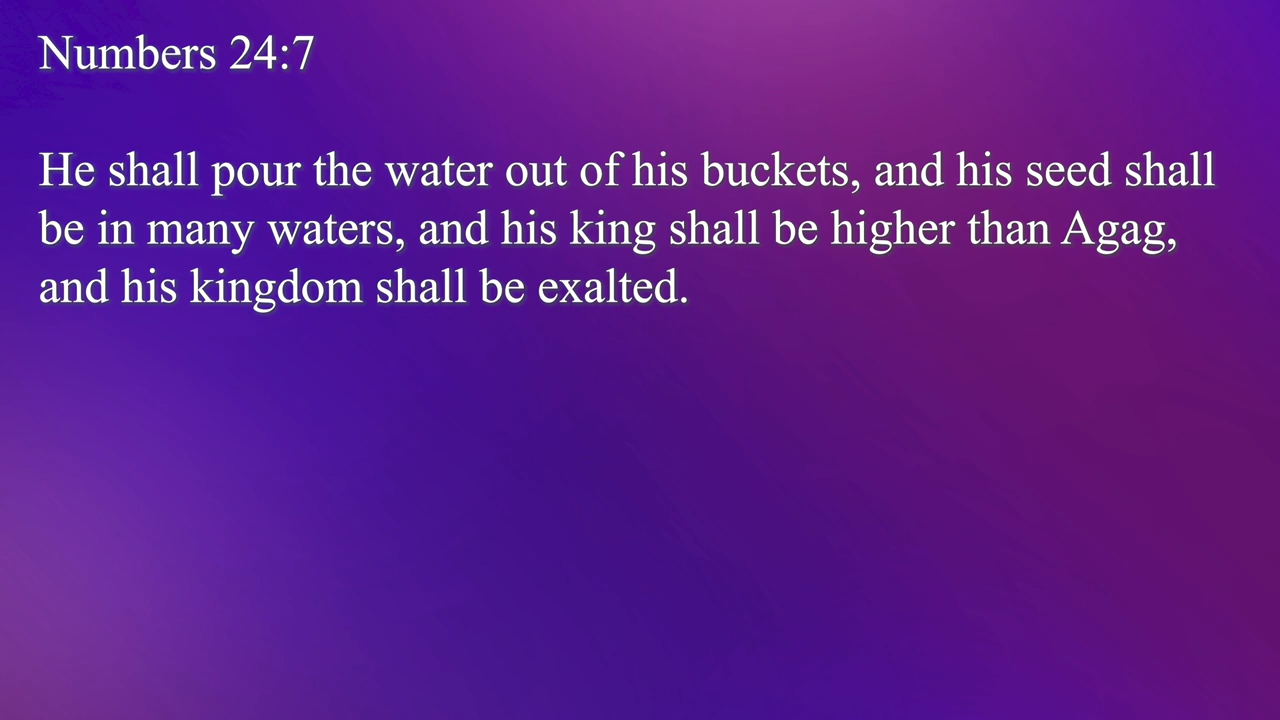 Numbers 24:7
He shall pour the water out of his buckets, and his seed shall
be in many waters, and his king shall be higher than Agag,
and his kingdom shall be exalted.